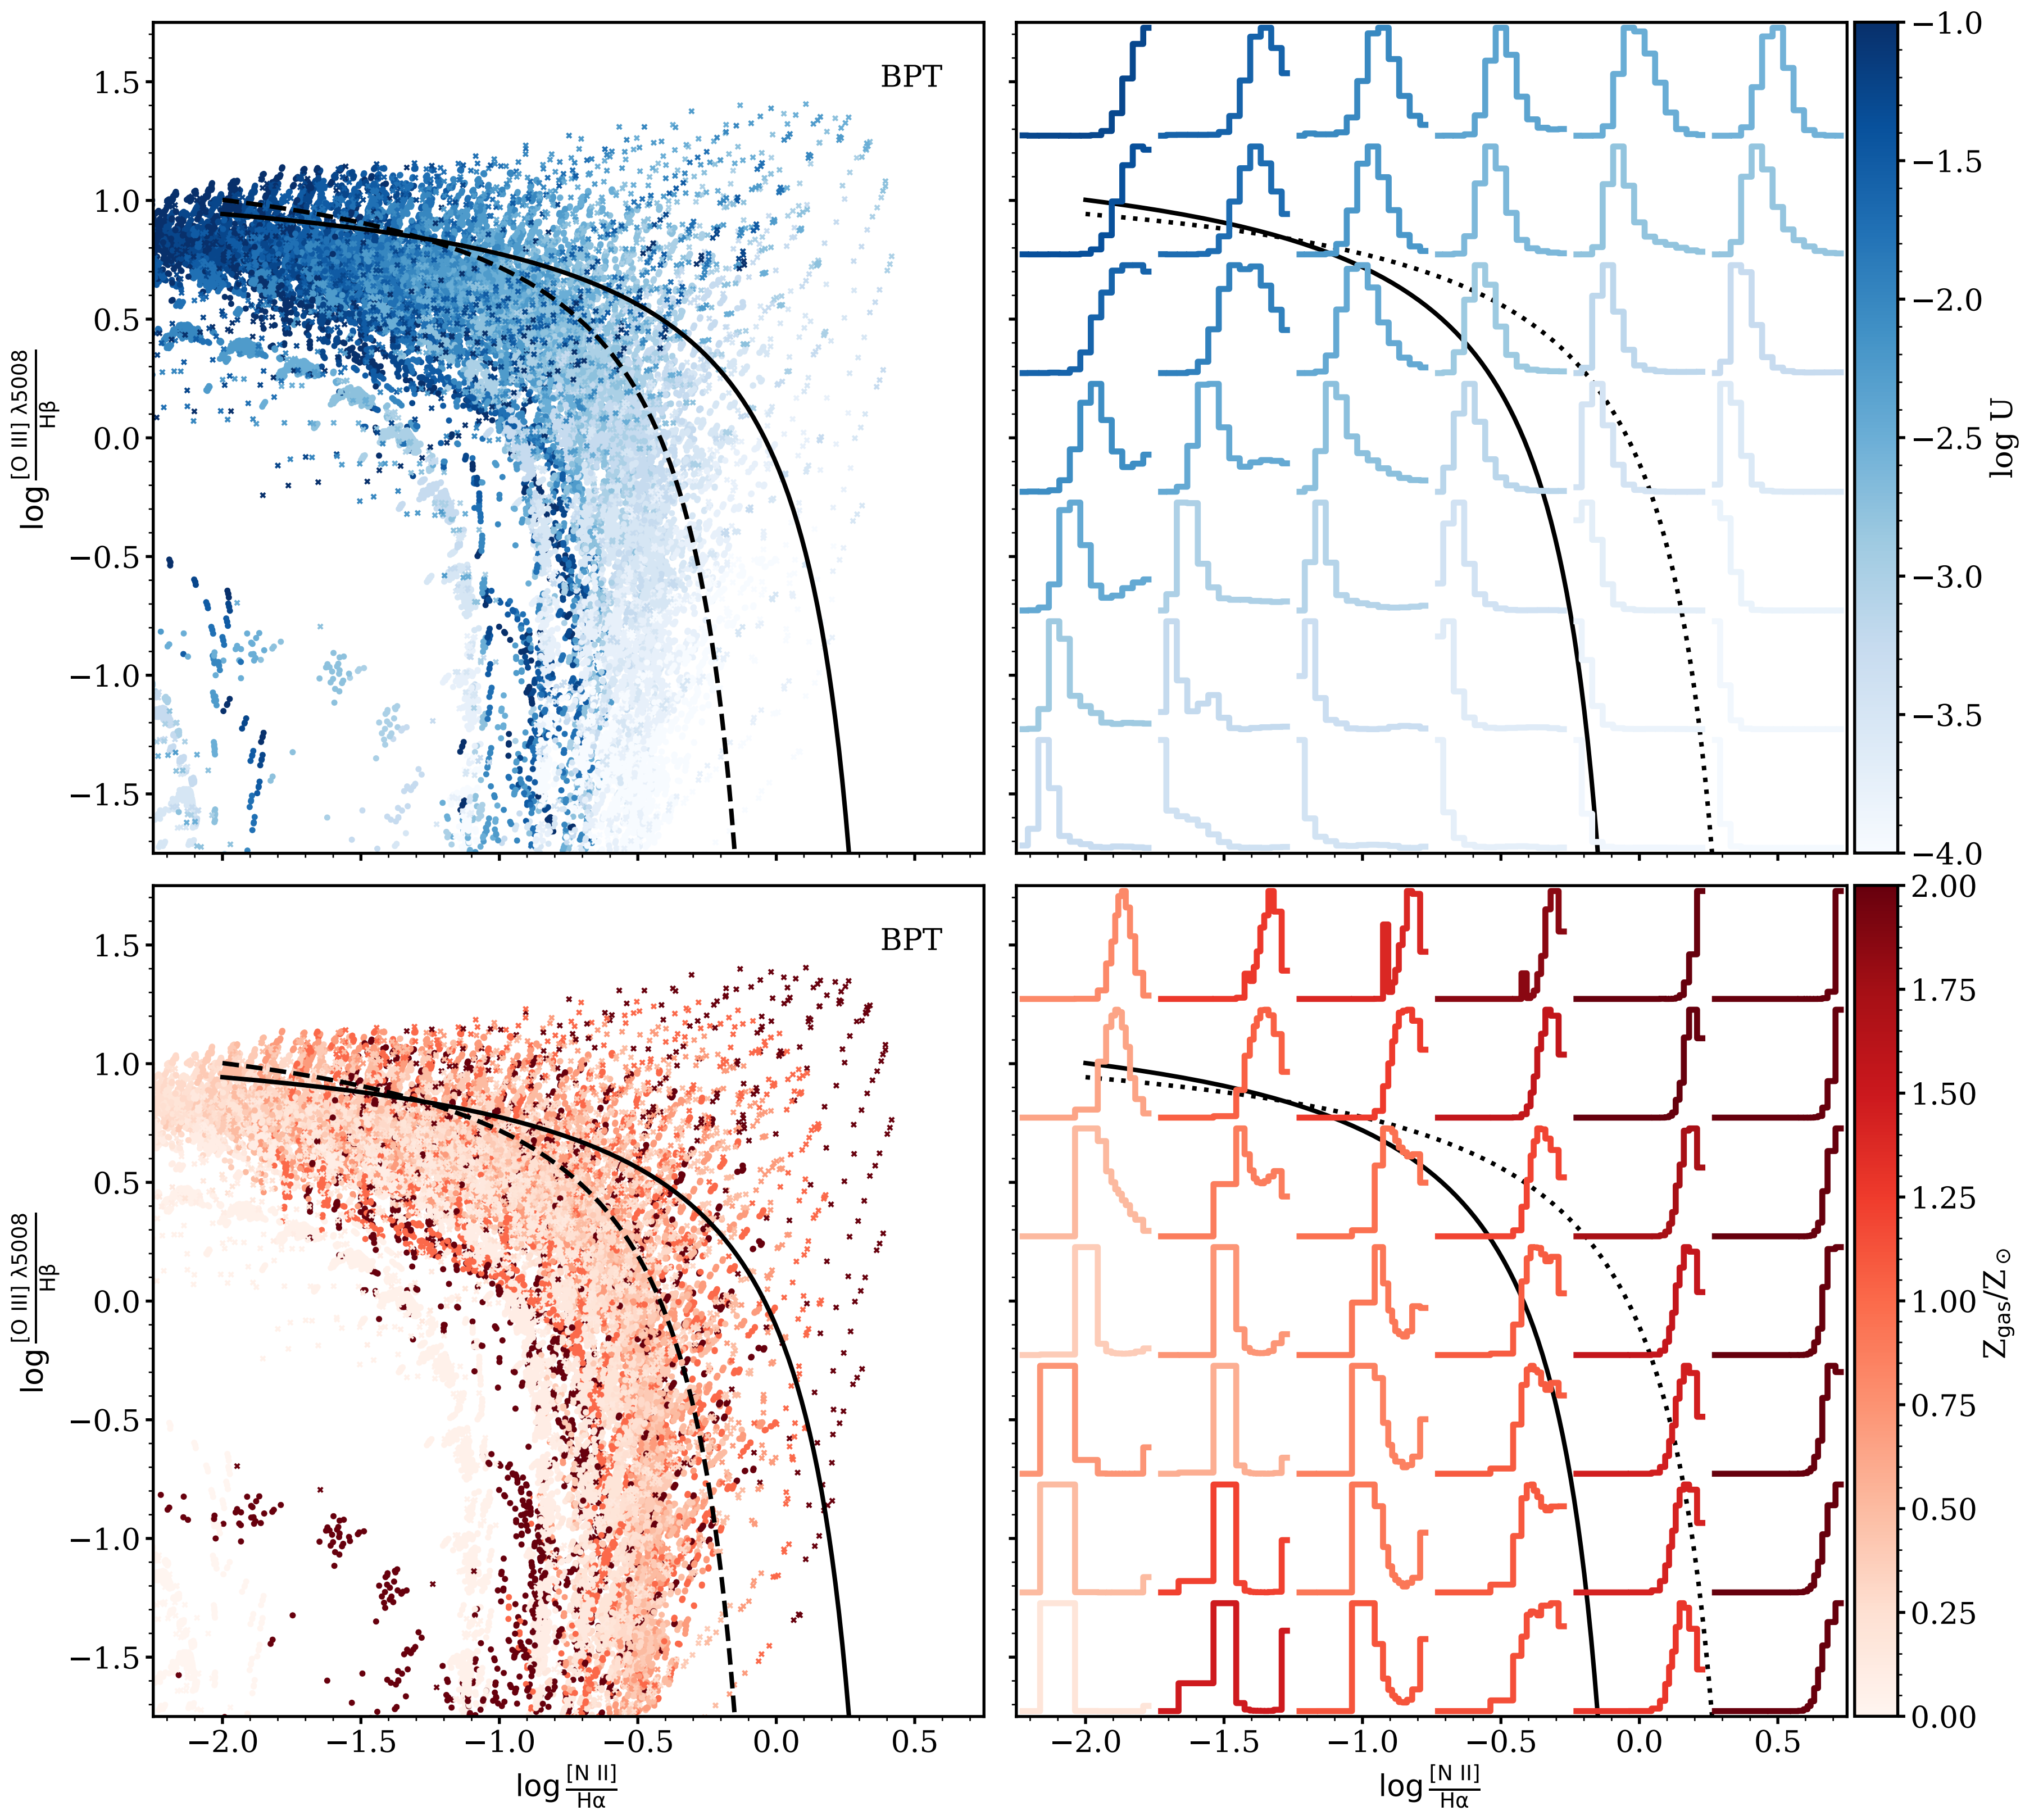 BPT
1.5
1.0
0.5
0.0
−0.5
−1.0
−1.5
log [O III] λ5008
Hβ
−1.0
−1.5
−2.0
−2.5
−3.0
−3.5
−4.0
log U
BPT
1.5
1.0
0.5
0.0
−0.5
−1.0
−1.5
log [O III] λ5008
Hβ
−2.0 −1.5 −1.0 −0.5 0.0 0.5
log [N II]
Hα
−2.0 −1.5 −1.0 −0.5 0.0 0.5
log [N II]
Hα
2.00
1.75
1.50
1.25
1.00
0.75
0.50
0.25
0.00
Zgas/Z⊙